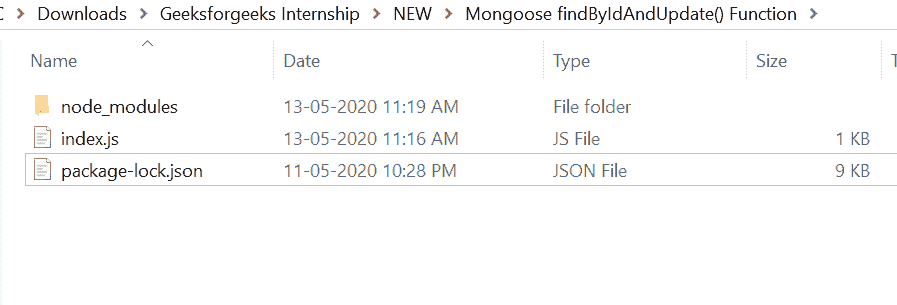 C > Downloads > Geeksforgeeks Internship > NEW > Mongoose findByIdAndUpdate() Function >
Name Date Type Size T
node_modules 13-05-2020 11:19 AM File folder
index.js 13-05-2020 11:16 AM JS File 1 KB
package-lock.json 11-05-2020 10:28 PM JSON File 9 KB